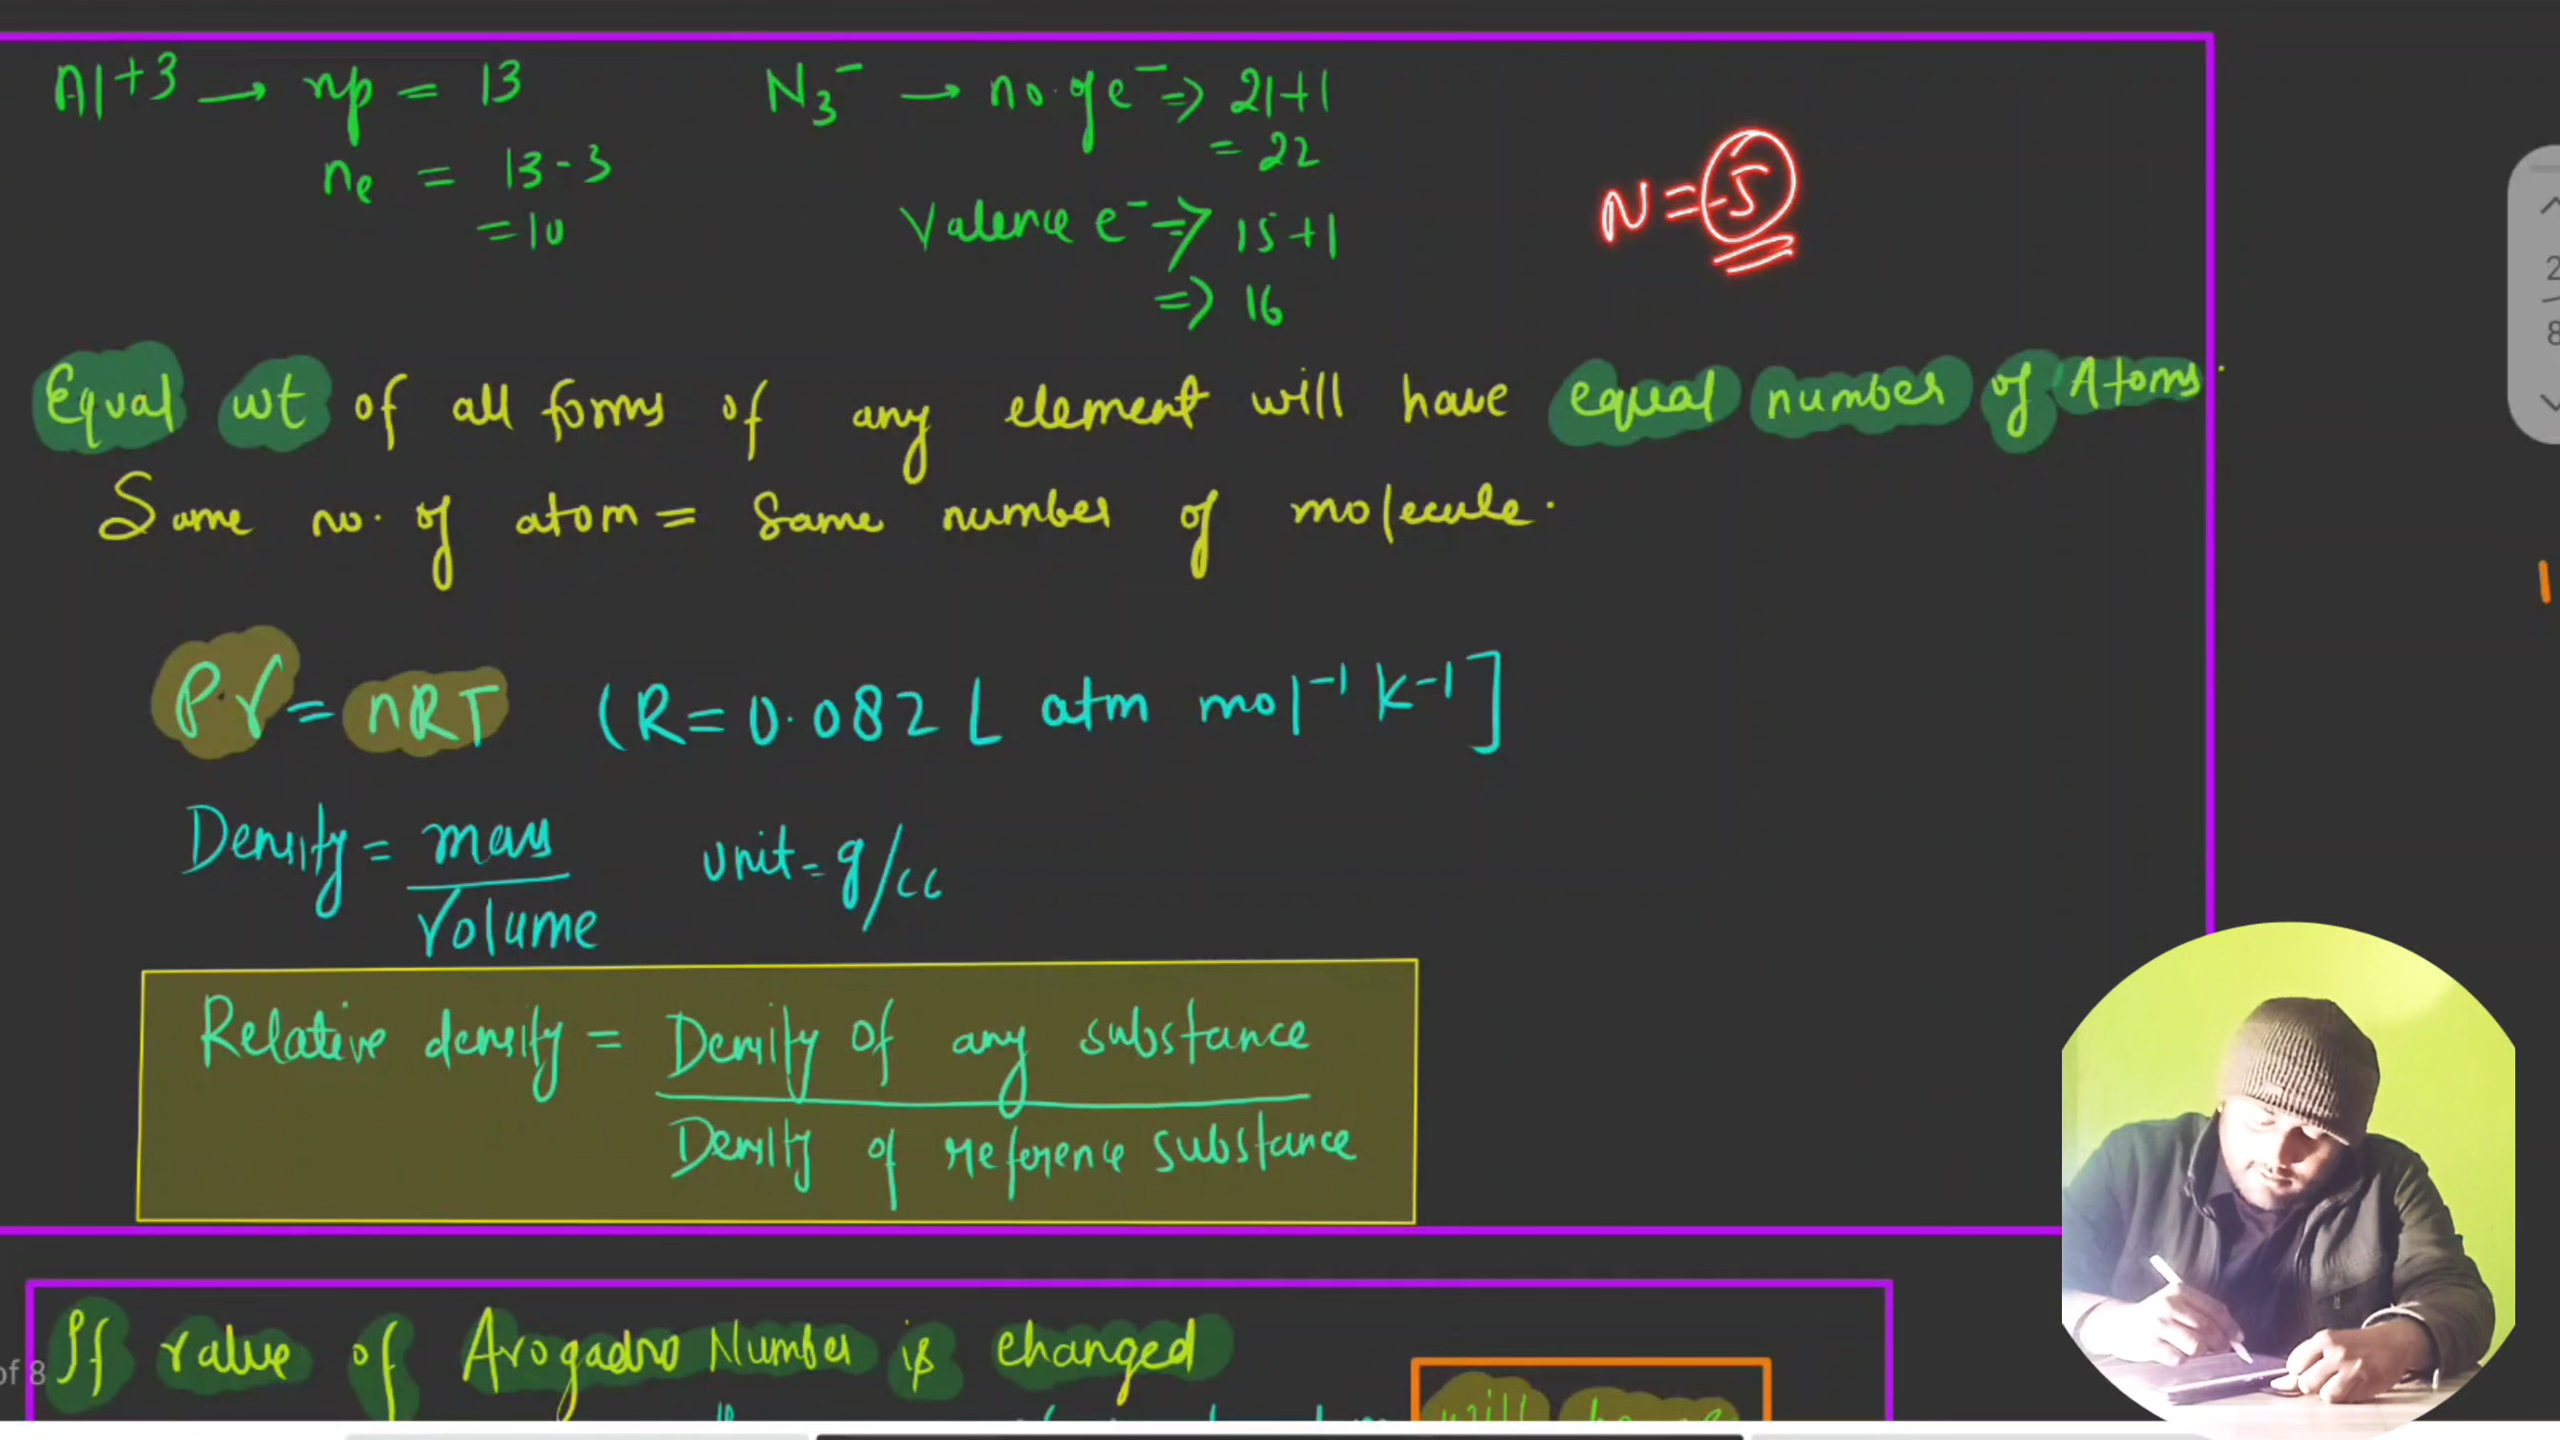 Al+3 → np = 13
ne = 13-3
=10
N3⁻ → no. of e⁻ => 21+1
= 22
Valence e⁻ => 15+1
=> 16
N = -5
Equal wt of all forms of any element will have equal number of Atoms.
Same no. of atom = Same number of molecule.
PV = nRT (R = 0.082 L atm mol⁻¹ K⁻¹]
Density = mass
Volume
unit = g/cc
Relative density = Density of any substance
Density of reference substance
If value of Avogadro Number is changed
of 8
will
2
8